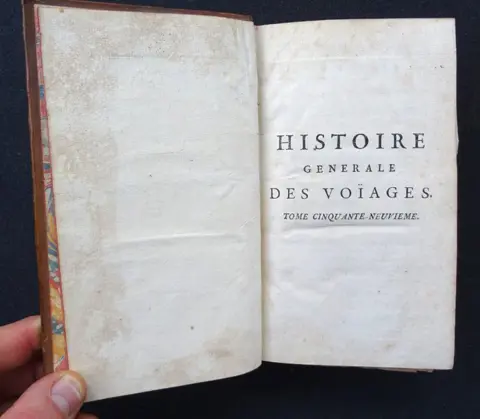 HISTOIRE
GENERALE
DES VOÏAGES.
TOME CINQUANTE-NEUVIEME.